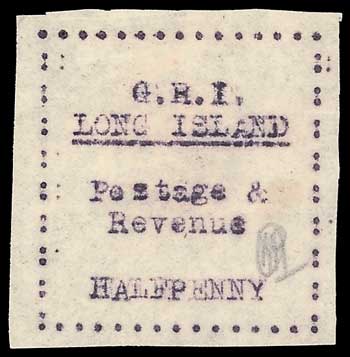 G.R.I.
LONG ISLAND
Postage &
Revenue
HALFPENNY